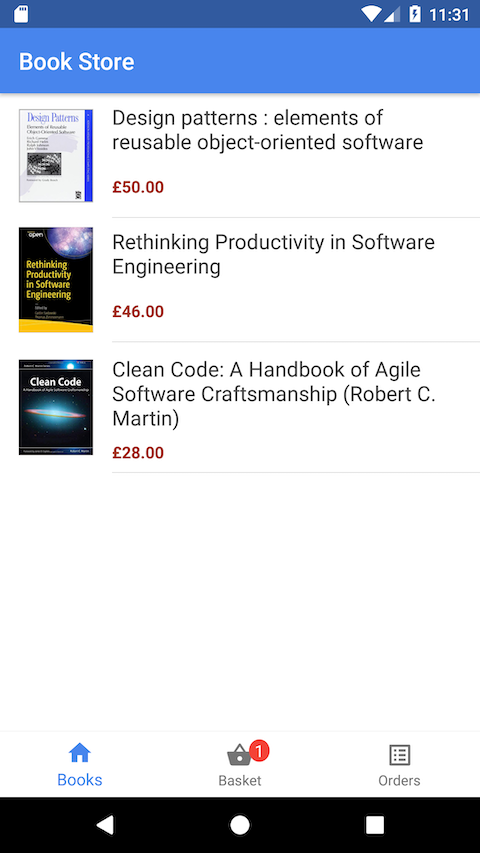 11:31
Book Store
Design Patterns
Elements of Reusable
Object-Oriented Software
Design patterns : elements of
reusable object-oriented software
£50.00
open
Rethinking
Productivity
in Software
Engineering
Rethinking Productivity in Software
Engineering
£46.00
Clean Code
A Handbook of Agile Software Craftsmanship
Clean Code: A Handbook of Agile
Software Craftsmanship (Robert C.
Martin)
£28.00
1
Books
Basket
Orders